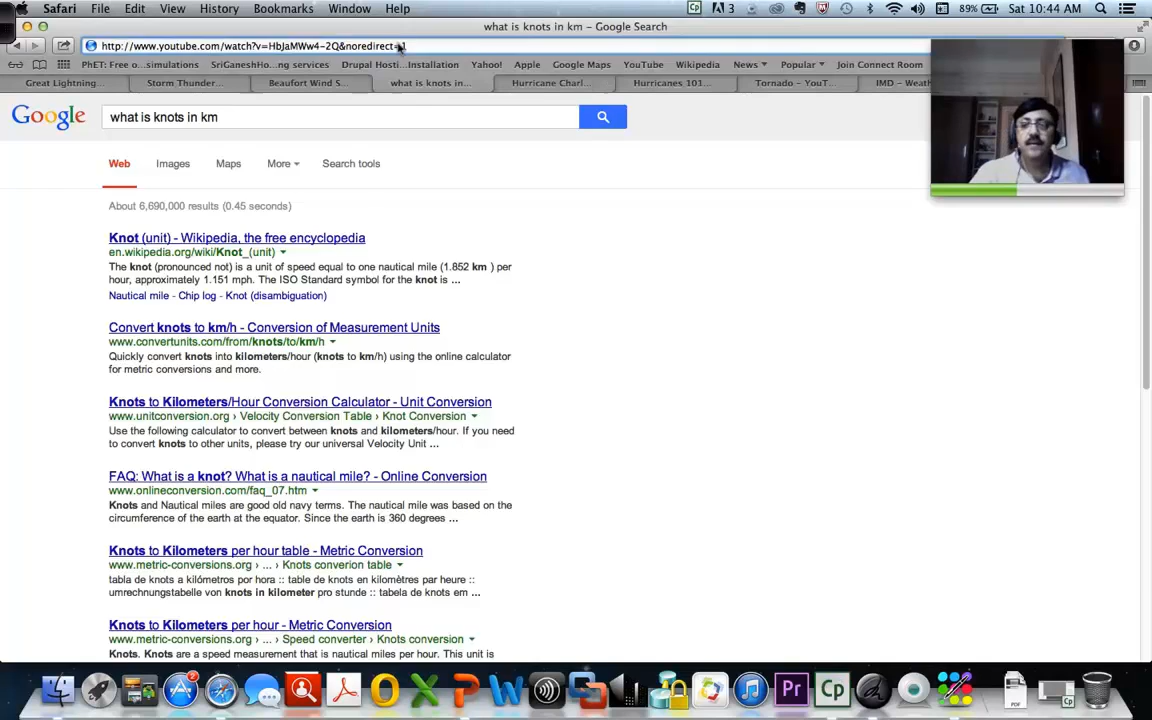 Safari File Edit View History Bookmarks Window Help 3 89% Sat 10:44 AM
what is knots in km – Google Search
http://www.youtube.com/watch?v=HbJaMWw4-2Q&noredirect=1
PhET: Free o...simulations SriGaneshHo...ng services Drupal Hosti...Installation Yahoo! Apple Google Maps YouTube Wikipedia News Popular Join Connect Room
Great Lightning... Storm Thunder... Beaufort Wind S... what is knots in... Hurricane Charl... Hurricanes 101... Tornado – YouT... IMD – Weath
Google what is knots in km
Web Images Maps More Search tools
About 6,690,000 results (0.45 seconds)
Knot (unit) - Wikipedia, the free encyclopedia
en.wikipedia.org/wiki/Knot_(unit)
The knot (pronounced not) is a unit of speed equal to one nautical mile (1.852 km ) per
hour, approximately 1.151 mph. The ISO Standard symbol for the knot is ...
Nautical mile - Chip log - Knot (disambiguation)
Convert knots to km/h - Conversion of Measurement Units
www.convertunits.com/from/knots/to/km/h
Quickly convert knots into kilometers/hour (knots to km/h) using the online calculator
for metric conversions and more.
Knots to Kilometers/Hour Conversion Calculator - Unit Conversion
www.unitconversion.org › Velocity Conversion Table › Knot Conversion
Use the following calculator to convert between knots and kilometers/hour. If you need
to convert knots to other units, please try our universal Velocity Unit ...
FAQ: What is a knot? What is a nautical mile? - Online Conversion
www.onlineconversion.com/faq_07.htm
Knots and Nautical miles are good old navy terms. The nautical mile was based on the
circumference of the earth at the equator. Since the earth is 360 degrees ...
Knots to Kilometers per hour table - Metric Conversion
www.metric-conversions.org › ... › Knots converion table
tabla de knots a kilómetros por hora :: table de knots en kilomètres par heure ::
umrechnungstabelle von knots in kilometer pro stunde :: tabela de knots em ...
Knots to Kilometers per hour - Metric Conversion
www.metric-conversions.org › ... › Speed converter › Knots conversion
Knots. Knots are a speed measurement that is nautical miles per hour. This unit is